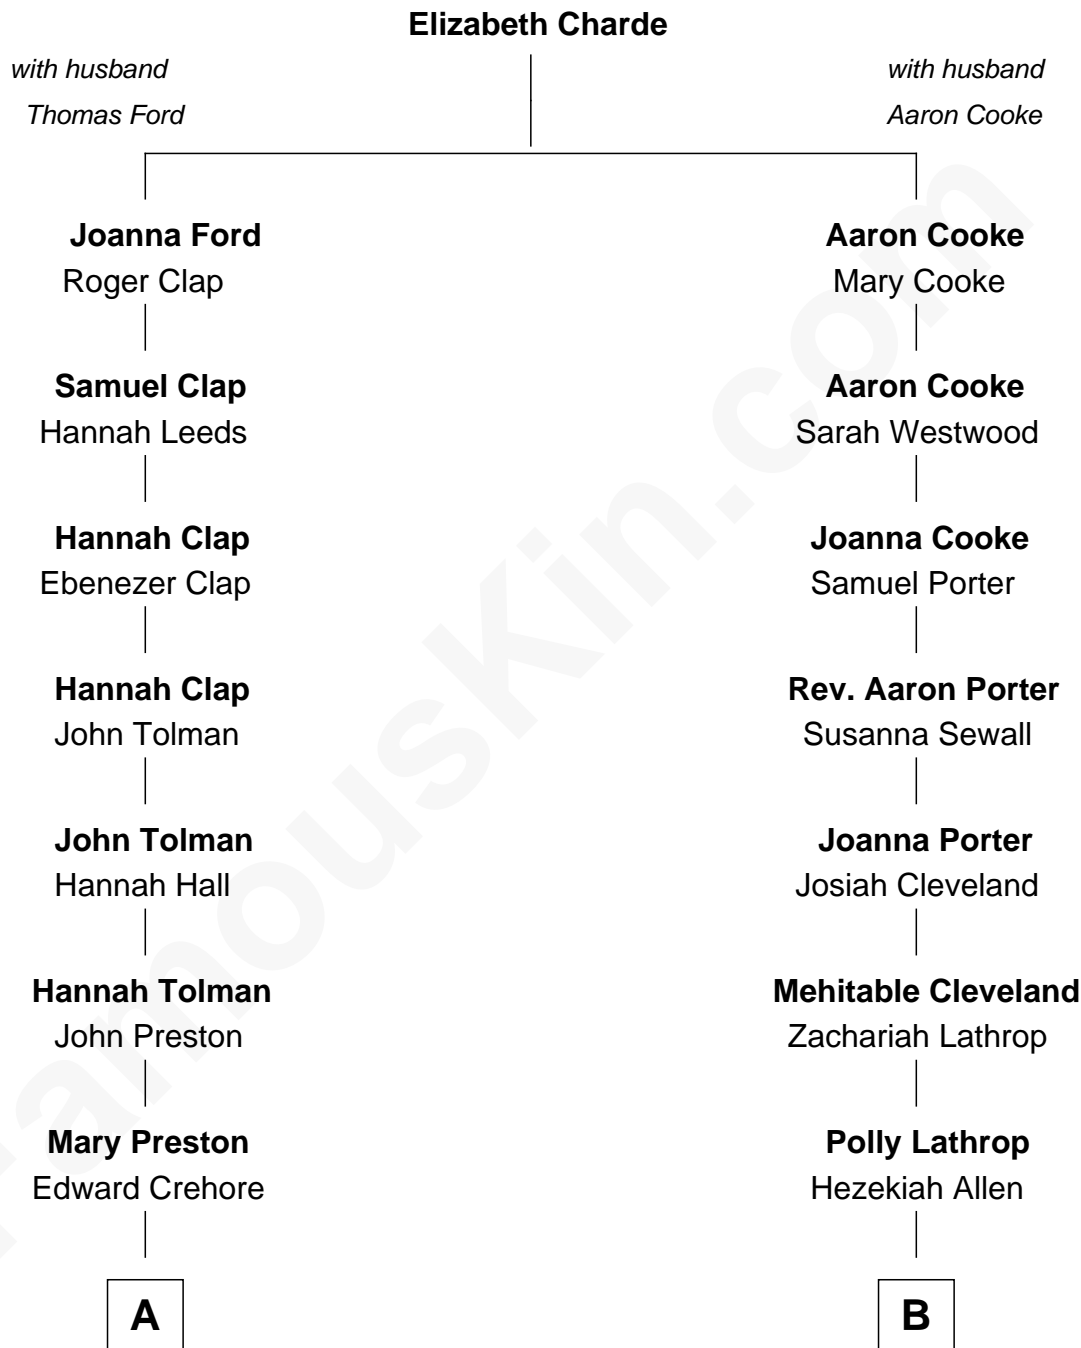 Elizabeth Charde
with husband
Thomas Ford
with husband
Aaron Cooke
Joanna Ford
Roger Clap
Aaron Cooke
Mary Cooke
Samuel Clap
Hannah Leeds
Aaron Cooke
Sarah Westwood
Hannah Clap
Ebenezer Clap
Joanna Cooke
Samuel Porter
Hannah Clap
John Tolman
Rev. Aaron Porter
Susanna Sewall
John Tolman
Hannah Hall
Joanna Porter
Josiah Cleveland
Hannah Tolman
John Preston
Mehitable Cleveland
Zachariah Lathrop
Mary Preston
Edward Crehore
Polly Lathrop
Hezekiah Allen
A
B
FamousKin.com